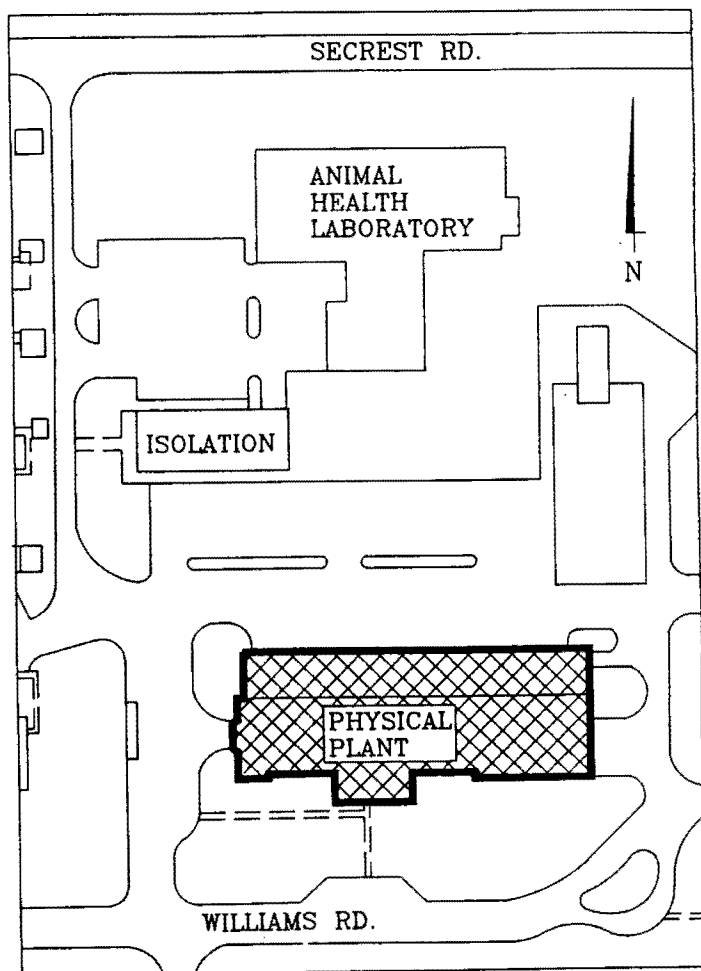 SECREST RD.
ANIMAL
HEALTH
LABORATORY
N
ISOLATION
PHYSICAL
PLANT
WILLIAMS RD.